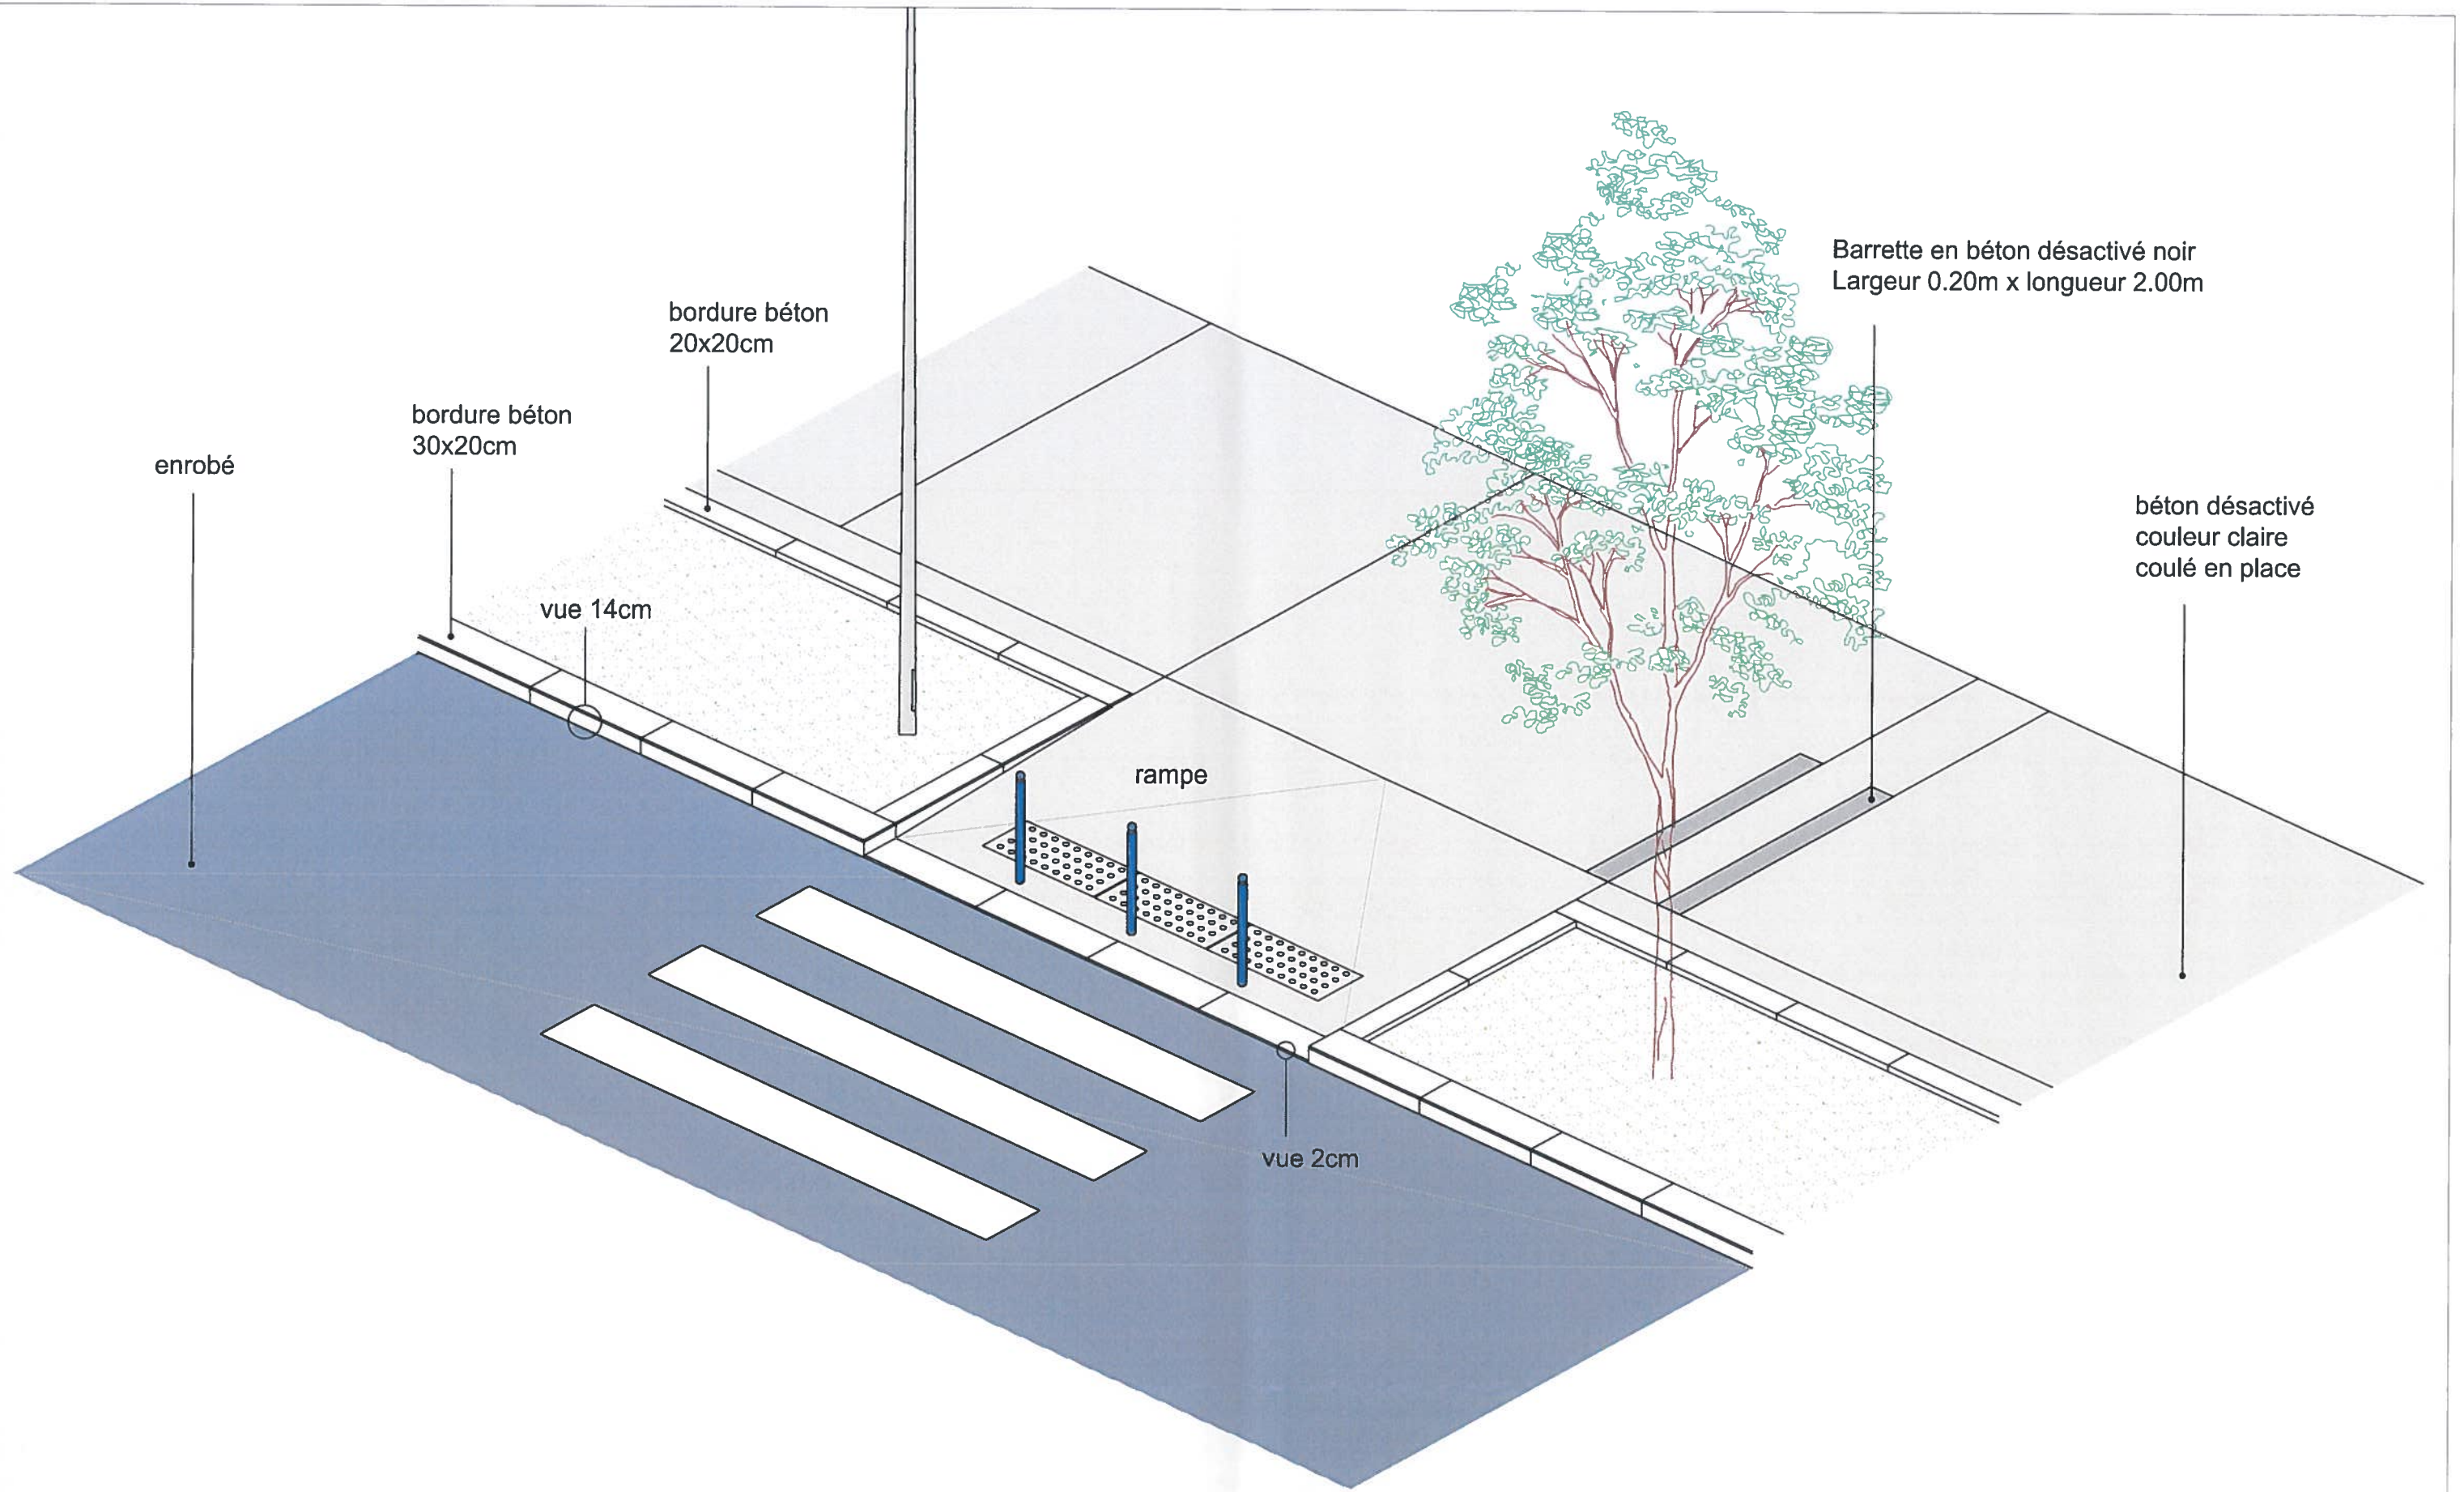 Barrette en béton désactivé noir
Largeur 0.20m x longueur 2.00m
bordure béton
20x20cm
bordure béton
30x20cm
enrobé
béton désactivé
couleur claire
coulé en place
vue 14cm
rampe
vue 2cm